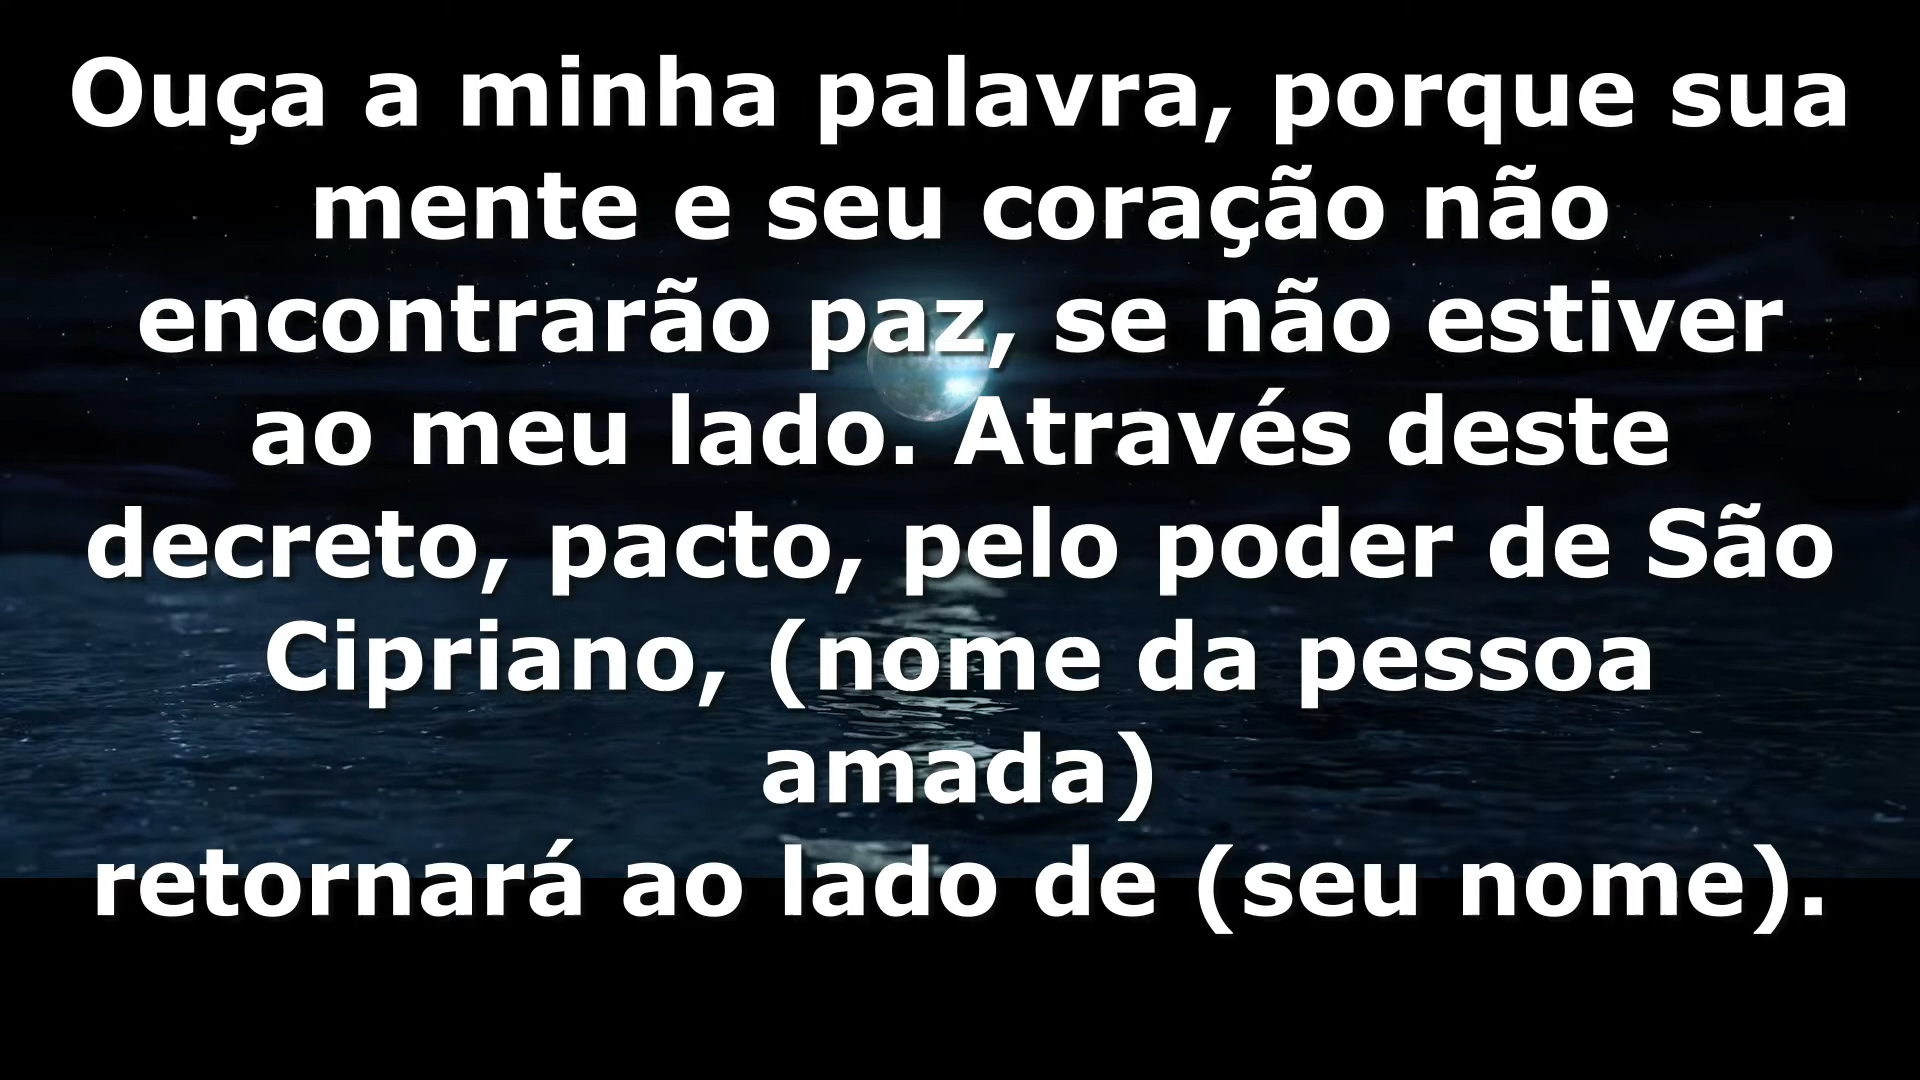 Ouça a minha palavra, porque sua
mente e seu coração não
encontrarão paz, se não estiver
ao meu lado. Através deste
decreto, pacto, pelo poder de São
Cipriano, (nome da pessoa
amada)
retornará ao lado de (seu nome).